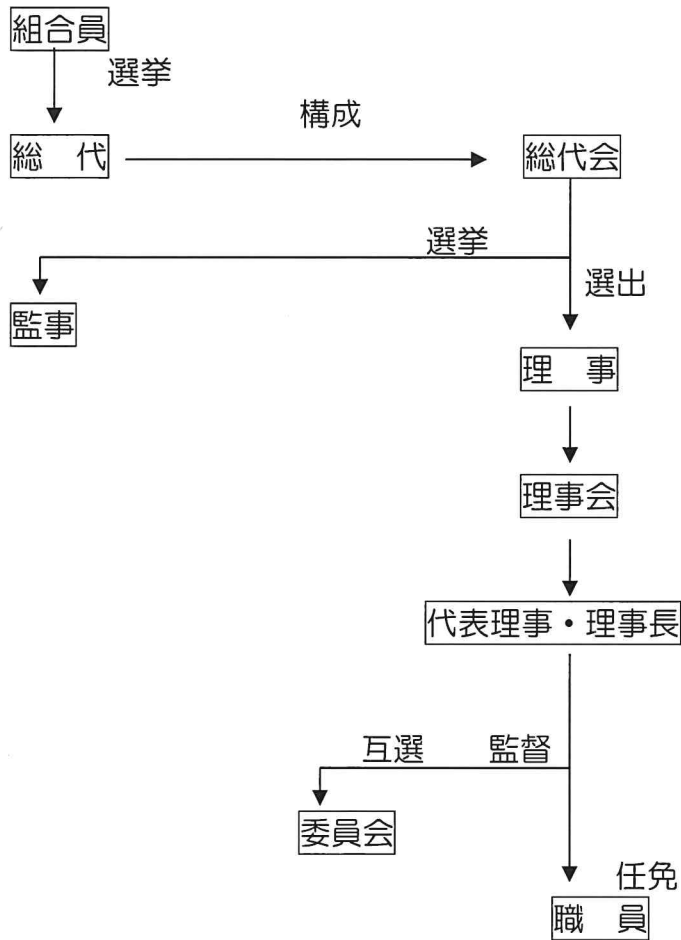 組合員
選挙
構成
総　代
総代会
選挙
選出
監事
理　事
理事会
代表理事・理事長
互選　監督
委員会
任免
職　員